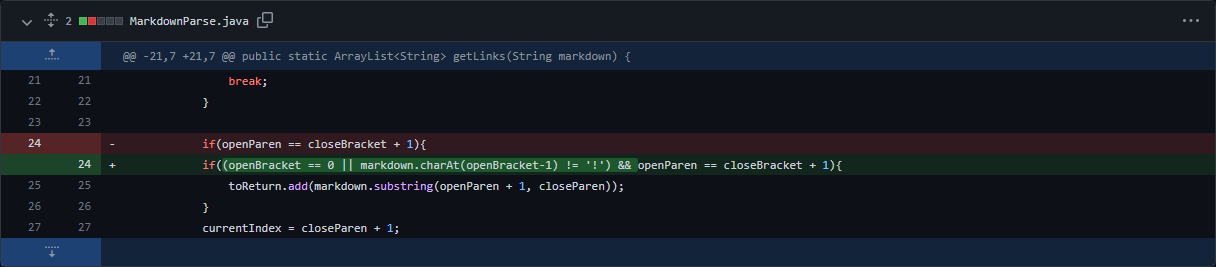 2 MarkdownParse.java
@@ -21,7 +21,7 @@ public static ArrayList<String> getLinks(String markdown) {
21 21 break;
22 22 }
23 23
24 - if(openParen == closeBracket + 1){
24 + if((openBracket == 0 || markdown.charAt(openBracket-1) != '!') && openParen == closeBracket + 1){
25 25 toReturn.add(markdown.substring(openParen + 1, closeParen));
26 26 }
27 27 currentIndex = closeParen + 1;